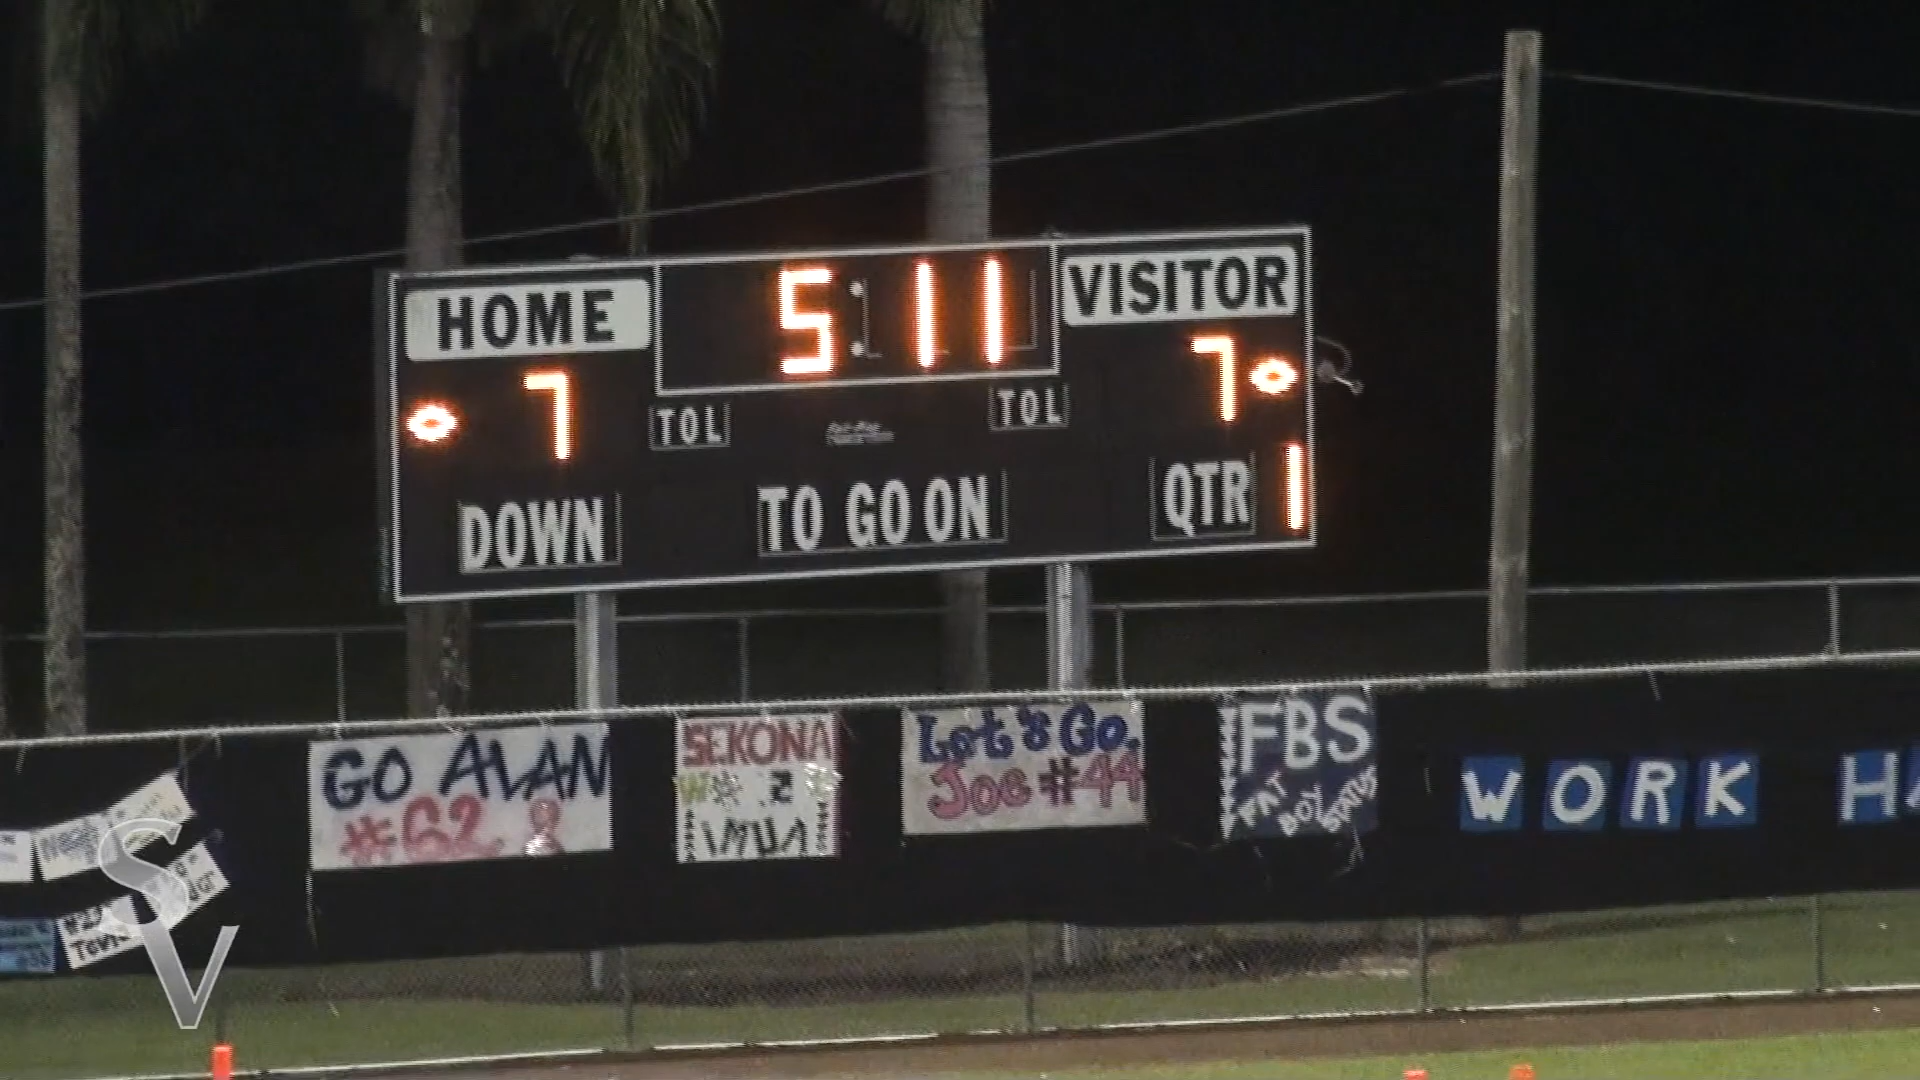 HOME 5:11 VISITOR
7 7
TOL TOL
DOWN TO GO ON QTR 1
GO ALAN
#62
SEKONA
IMUA
Let's Go.
Joe #44
FBS
FAT
BOY
STATUS
WORK
SV